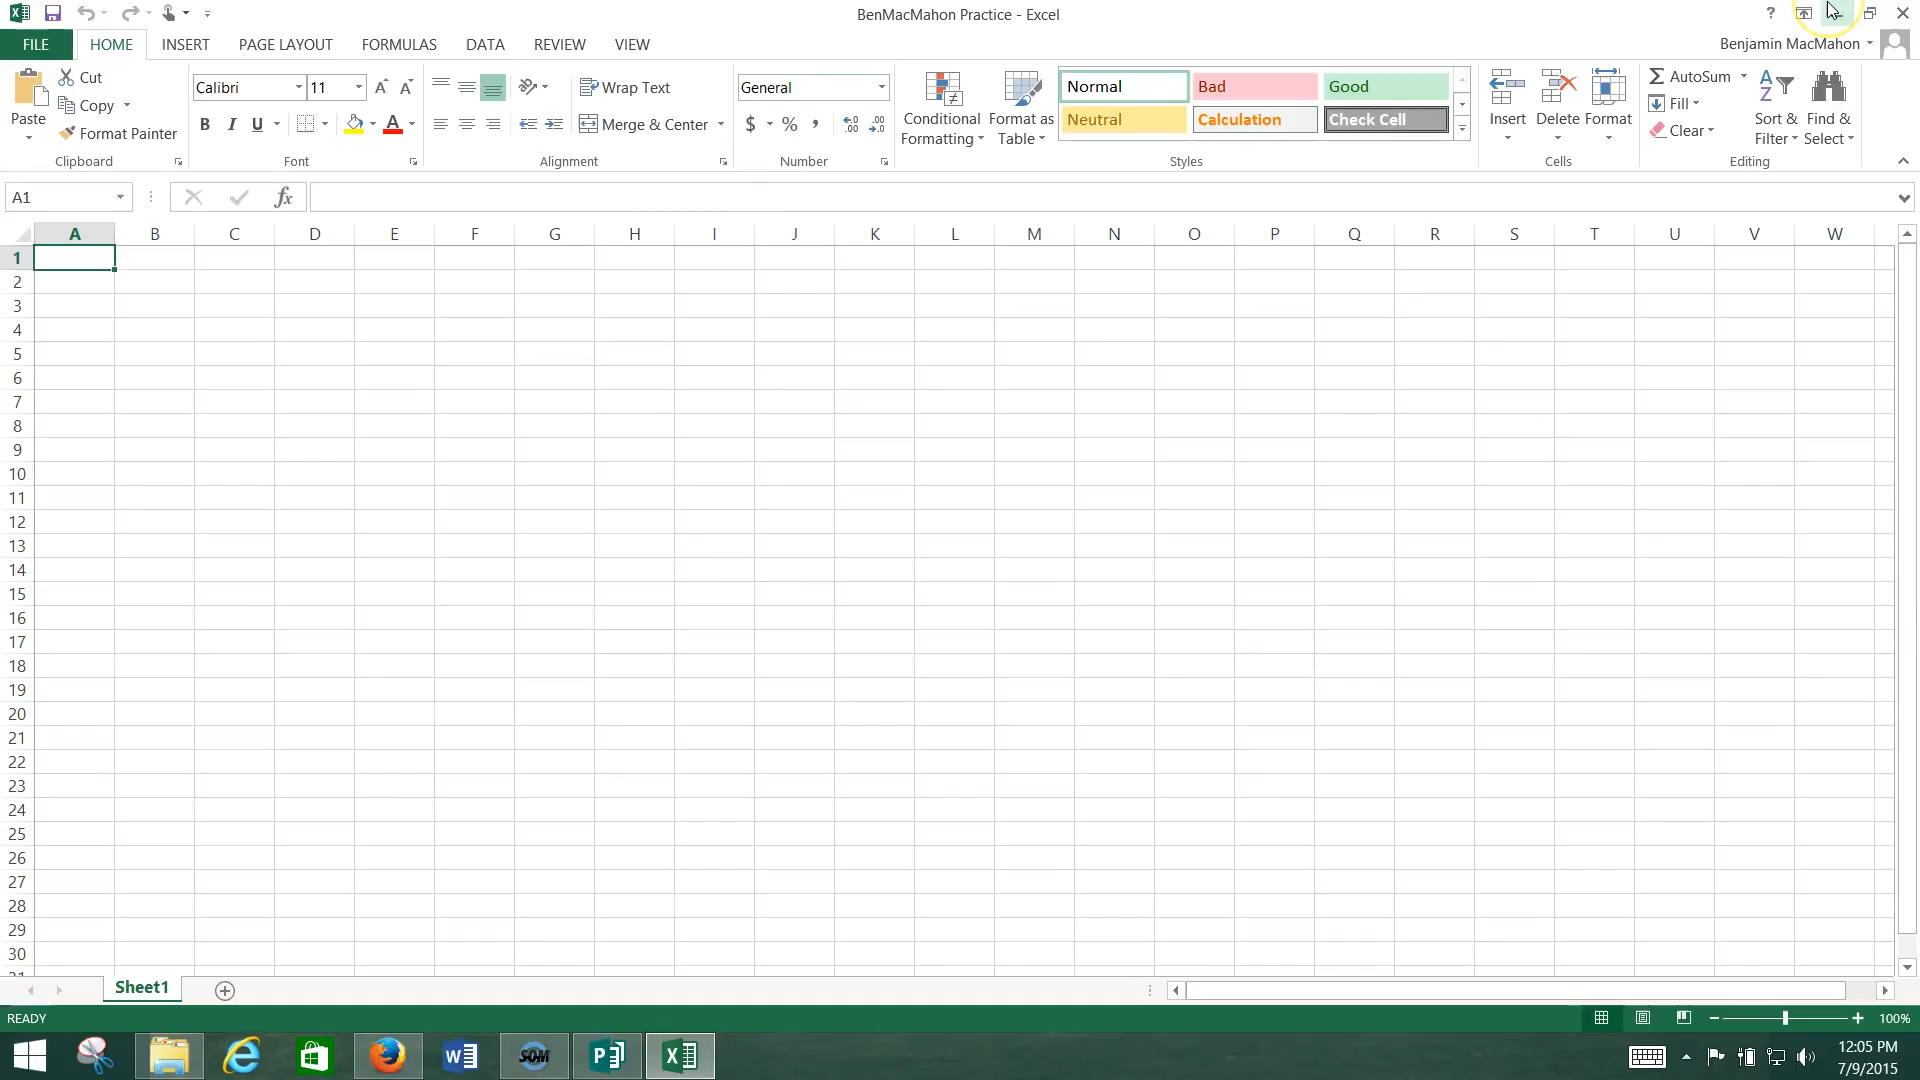 BenMacMahon Practice - Excel
?
FILE HOME INSERT PAGE LAYOUT FORMULAS DATA REVIEW VIEW
Benjamin MacMahon
Paste
Cut
Copy
Format Painter
Clipboard
Calibri 11
B I U
Font
Wrap Text
Merge & Center
Alignment
General
$ % ,
Number
Conditional Formatting
Format as Table
Normal Bad Good
Neutral Calculation Check Cell
Styles
Insert Delete Format
Cells
AutoSum
Fill
Clear
Sort & Filter
Find & Select
Editing
A1
fx
A B C D E F G H I J K L M N O P Q R S T U V W
1
2
3
4
5
6
7
8
9
10
11
12
13
14
15
16
17
18
19
20
21
22
23
24
25
26
27
28
29
30
Sheet1
READY
100%
SOM
12:05 PM
7/9/2015